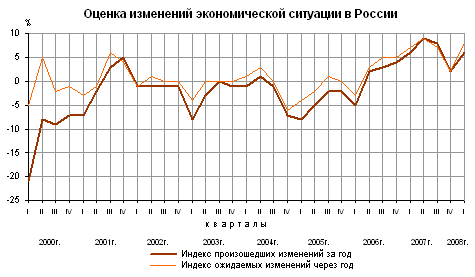 Оценка изменений экономической ситуации в России
%
10
5
0
-5
-10
-15
-20
-25
I II III IV I II III IV I II III IV I II III IV I II III IV I II III IV I II III IV I II III IV I
к в а р т а л ы
2000г. 2001г. 2002г. 2003г. 2004г. 2005г. 2006г. 2007г. 2008г.
Индекс произошедших изменений за год
Индекс ожидаемых изменений через год